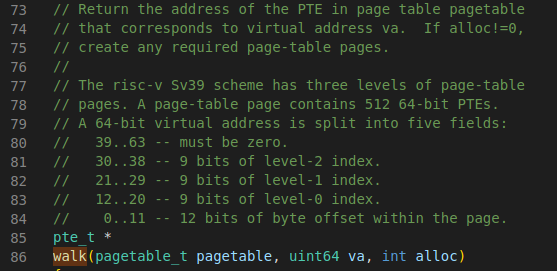 73 // Return the address of the PTE in page table pagetable
74 // that corresponds to virtual address va.  If alloc!=0,
75 // create any required page-table pages.
76 //
77 // The risc-v Sv39 scheme has three levels of page-table
78 // pages. A page-table page contains 512 64-bit PTEs.
79 // A 64-bit virtual address is split into five fields:
80 //   39..63 -- must be zero.
81 //   30..38 -- 9 bits of level-2 index.
82 //   21..29 -- 9 bits of level-1 index.
83 //   12..20 -- 9 bits of level-0 index.
84 //    0..11 -- 12 bits of byte offset within the page.
85 pte_t *
86 walk(pagetable_t pagetable, uint64 va, int alloc)